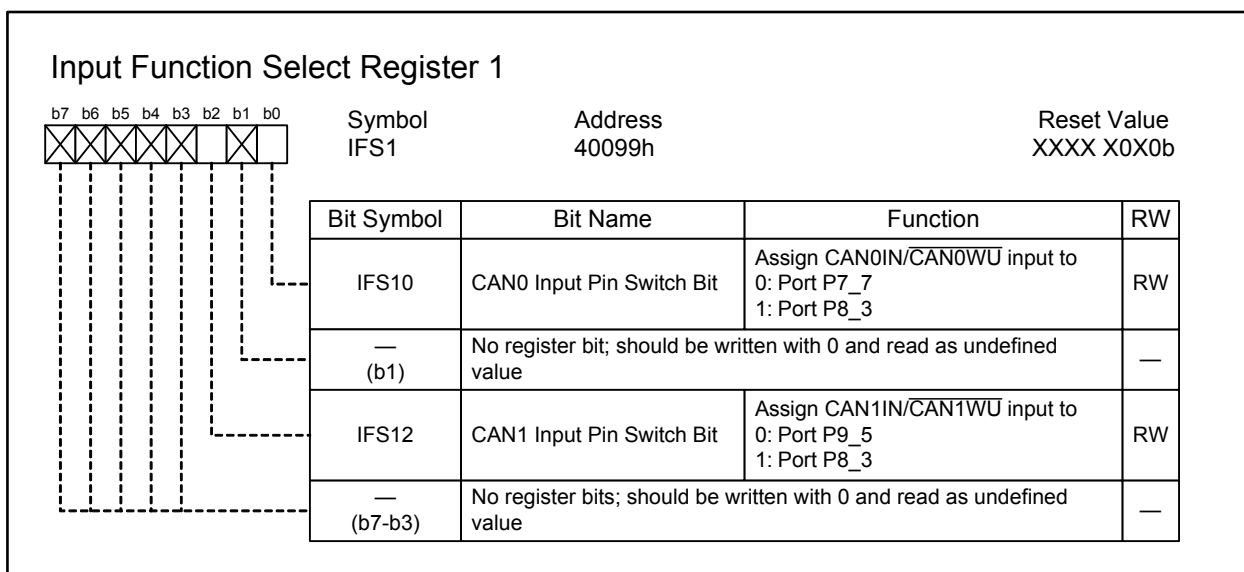 Input Function Select Register 1
b7 b6 b5 b4 b3 b2 b1 b0
Symbol Address Reset Value
IFS1 40099h XXXX X0X0b
Bit Symbol Bit Name Function RW
IFS10 CAN0 Input Pin Switch Bit Assign CAN0IN/CAN0WU input to RW
0: Port P7_7
1: Port P8_3
— No register bit; should be written with 0 and read as undefined —
(b1) value
IFS12 CAN1 Input Pin Switch Bit Assign CAN1IN/CAN1WU input to RW
0: Port P9_5
1: Port P8_3
— No register bits; should be written with 0 and read as undefined —
(b7-b3) value